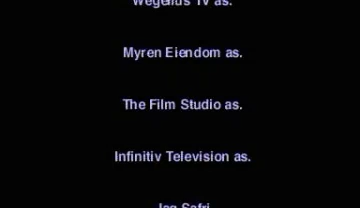 Wegelius TV as.
Myren Eiendom as.
The Film Studio as.
Infinitiv Television as.